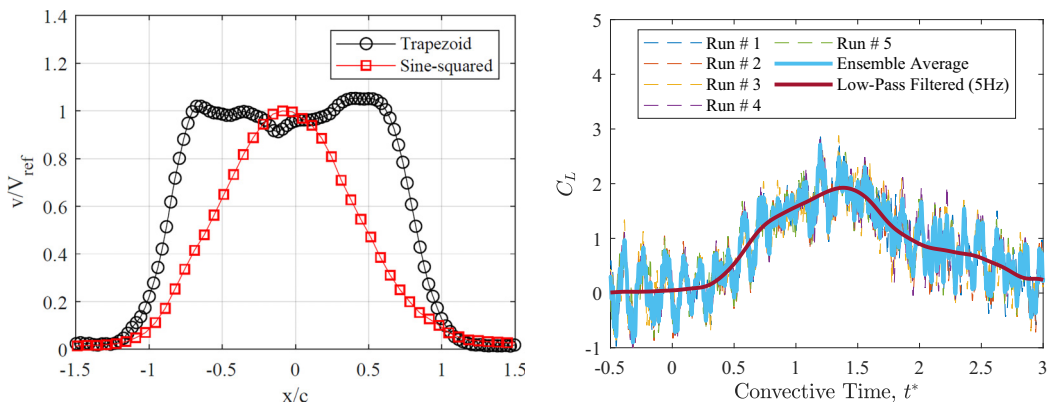 1.4
1.2
1
0.8
0.6
0.4
0.2
0
-1.5
-1
-0.5
0
0.5
1
1.5
v/V_ref
x/c
Trapezoid
Sine-squared
5
4
3
2
1
0
-1
-0.5
0
0.5
1
1.5
2
2.5
3
C_L
Convective Time, t*
Run # 1
Run # 2
Run # 3
Run # 4
Run # 5
Ensemble Average
Low-Pass Filtered (5Hz)